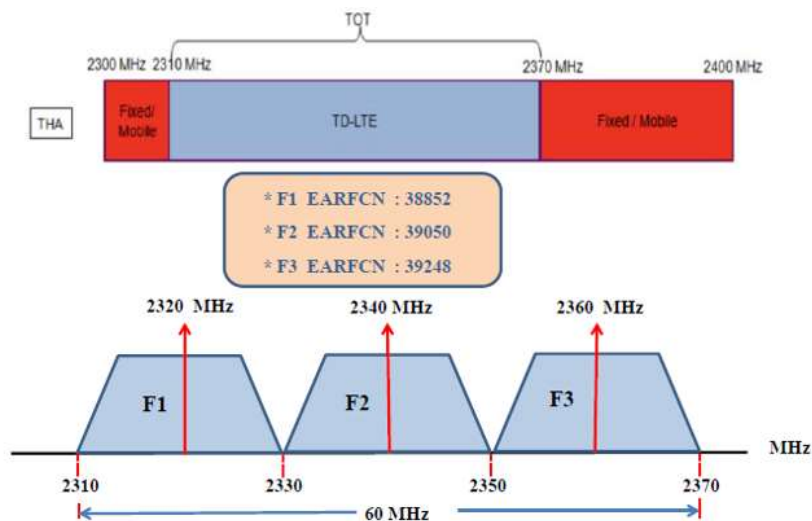 TOT
2300 MHz 2310 MHz 2370 MHz 2400 MHz
THA
Fixed/
Mobile
TD-LTE
Fixed / Mobile
* F1 EARFCN : 38852
* F2 EARFCN : 39050
* F3 EARFCN : 39248
2320 MHz 2340 MHz 2360 MHz
F1 F2 F3
MHz
2310 2330 2350 2370
60 MHz